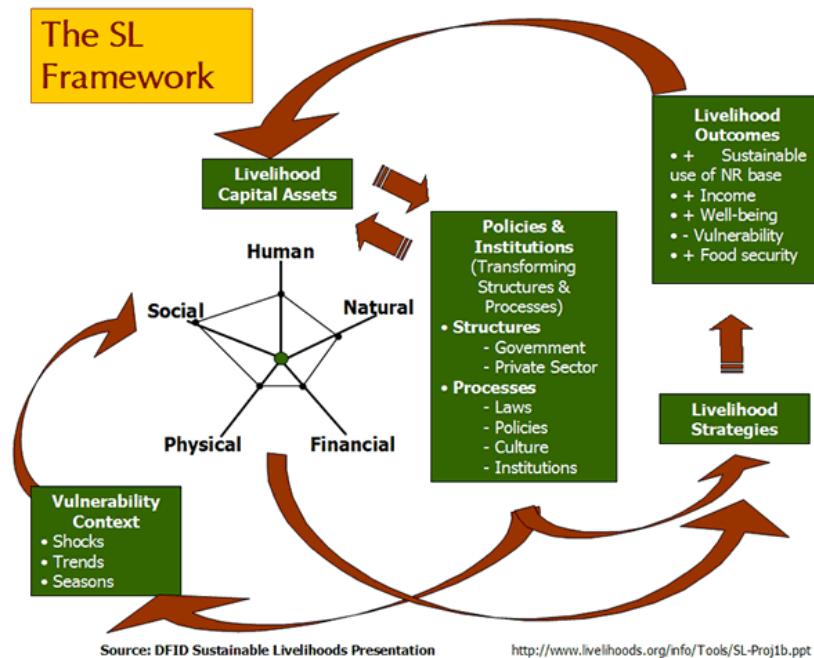 The SL
Framework
Livelihood
Capital Assets
Human
Social
Natural
Physical
Financial
Vulnerability
Context
• Shocks
• Trends
• Seasons
Policies &
Institutions
(Transforming
Structures &
Processes)
• Structures
- Government
- Private Sector
• Processes
- Laws
- Policies
- Culture
- Institutions
Livelihood
Outcomes
• + Sustainable
use of NR base
• + Income
• + Well-being
• - Vulnerability
• + Food security
Livelihood
Strategies
Source: DFID Sustainable Livelihoods Presentation
http://www.livelihoods.org/info/Tools/SL-Proj1b.ppt